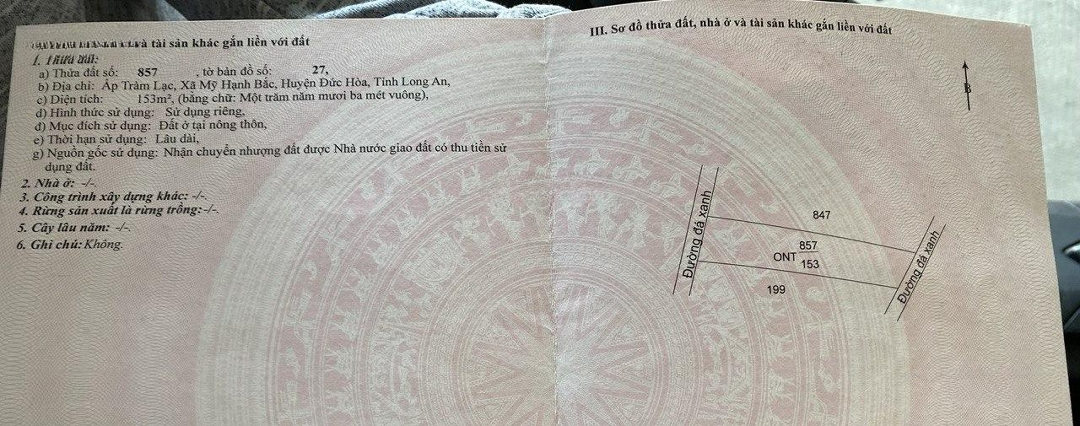 và tài sản khác gắn liền với đất
1. Thửa đất:
a) Thửa đất số: 857 , tờ bản đồ số: 27,
b) Địa chỉ: Ấp Tràm Lạc, Xã Mỹ Hạnh Bắc, Huyện Đức Hòa, Tỉnh Long An,
c) Diện tích: 153m², (bằng chữ: Một trăm năm mươi ba mét vuông),
d) Hình thức sử dụng: Sử dụng riêng,
đ) Mục đích sử dụng: Đất ở tại nông thôn,
e) Thời hạn sử dụng: Lâu dài,
g) Nguồn gốc sử dụng: Nhận chuyển nhượng đất được Nhà nước giao đất có thu tiền sử
dụng đất.
2. Nhà ở: -/-.
3. Công trình xây dựng khác: -/-.
4. Rừng sản xuất là rừng trồng:-/-.
5. Cây lâu năm: -/-.
6. Ghi chú: Không.
III. Sơ đồ thửa đất, nhà ở và tài sản khác gắn liền với đất
B
Đường đá xanh
847
ONT 857
153
199
Đường đá xanh